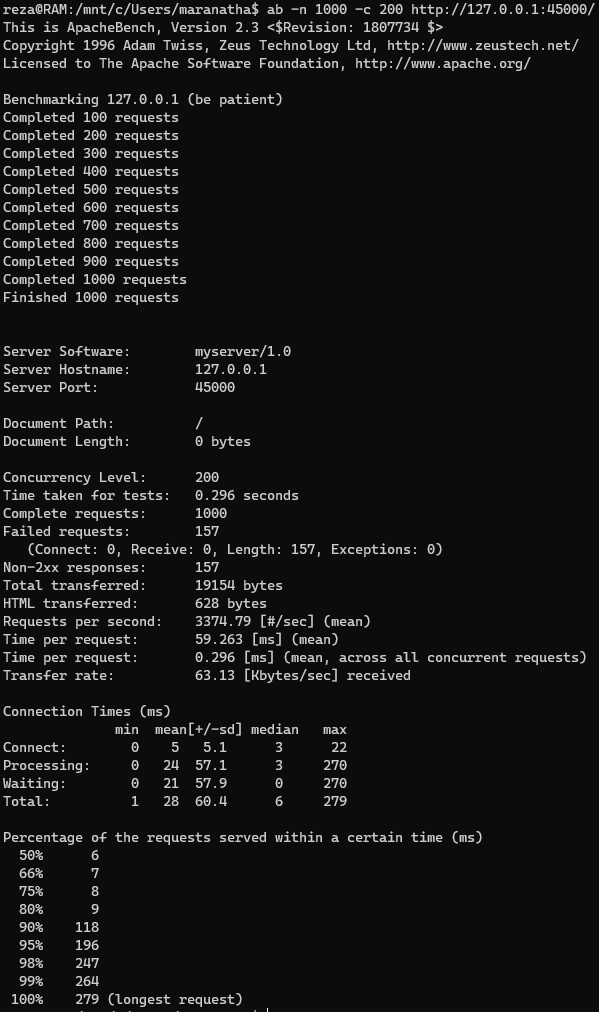 reza@RAM:/mnt/c/Users/maranatha$ ab -n 1000 -c 200 http://127.0.0.1:45000/
This is ApacheBench, Version 2.3 <$Revision: 1807734 $>
Copyright 1996 Adam Twiss, Zeus Technology Ltd, http://www.zeustech.net/
Licensed to The Apache Software Foundation, http://www.apache.org/

Benchmarking 127.0.0.1 (be patient)
Completed 100 requests
Completed 200 requests
Completed 300 requests
Completed 400 requests
Completed 500 requests
Completed 600 requests
Completed 700 requests
Completed 800 requests
Completed 900 requests
Completed 1000 requests
Finished 1000 requests

Server Software:        myserver/1.0
Server Hostname:        127.0.0.1
Server Port:            45000

Document Path:          /
Document Length:        0 bytes

Concurrency Level:      200
Time taken for tests:   0.296 seconds
Complete requests:      1000
Failed requests:        157
   (Connect: 0, Receive: 0, Length: 157, Exceptions: 0)
Non-2xx responses:      157
Total transferred:      19154 bytes
HTML transferred:       628 bytes
Requests per second:    3374.79 [#/sec] (mean)
Time per request:       59.263 [ms] (mean)
Time per request:       0.296 [ms] (mean, across all concurrent requests)
Transfer rate:          63.13 [Kbytes/sec] received

Connection Times (ms)
              min  mean[+/-sd] median   max
Connect:        0    5   5.1      3      22
Processing:     0   24  57.1      3     270
Waiting:        0   21  57.9      0     270
Total:          1   28  60.4      6     279

Percentage of the requests served within a certain time (ms)
  50%      6
  66%      7
  75%      8
  80%      9
  90%    118
  95%    196
  98%    247
  99%    264
 100%    279 (longest request)